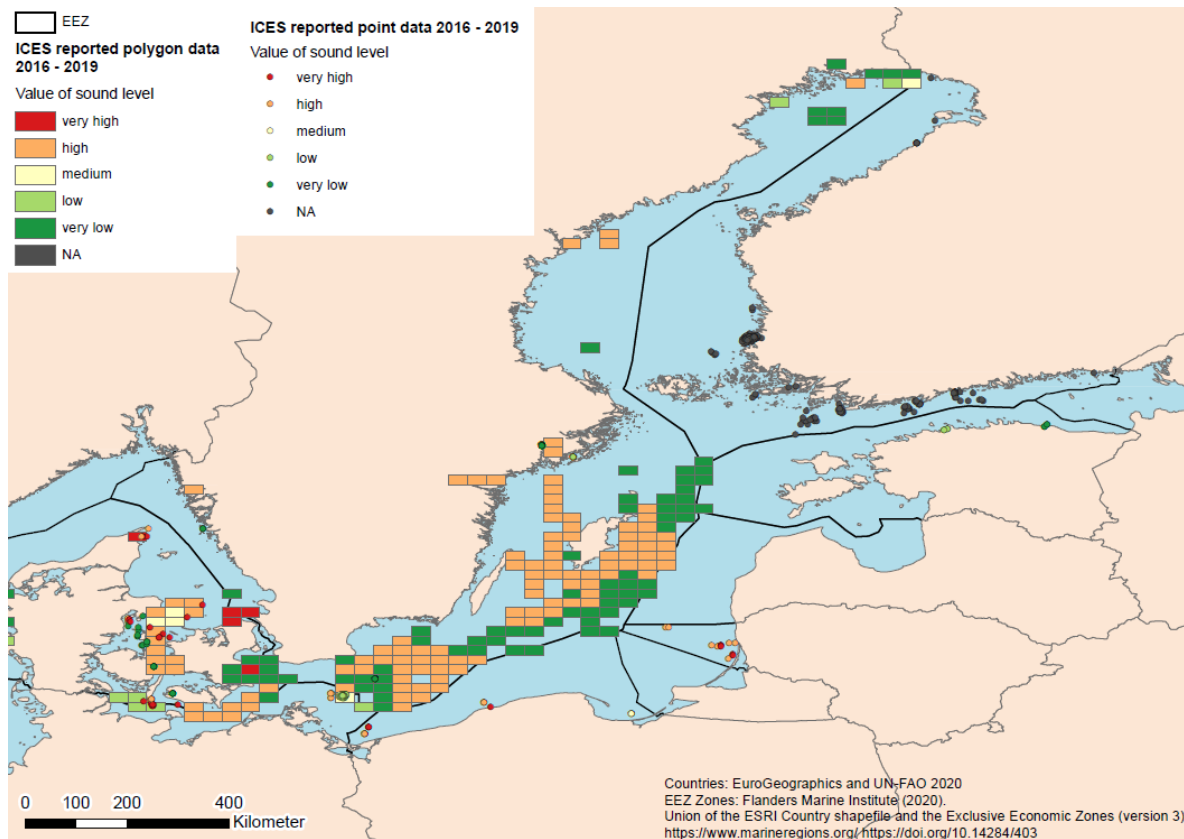 EEZ
ICES reported polygon data
2016 - 2019
Value of sound level
very high
high
medium
low
very low
NA
ICES reported point data 2016 - 2019
Value of sound level
very high
high
medium
low
very low
NA
0 100 200 400
Kilometer
Countries: EuroGeographics and UN-FAO 2020
EEZ Zones: Flanders Marine Institute (2020).
Union of the ESRI Country shapefile and the Exclusive Economic Zones (version 3)
https://www.marineregions.org/ https://doi.org/10.14284/403